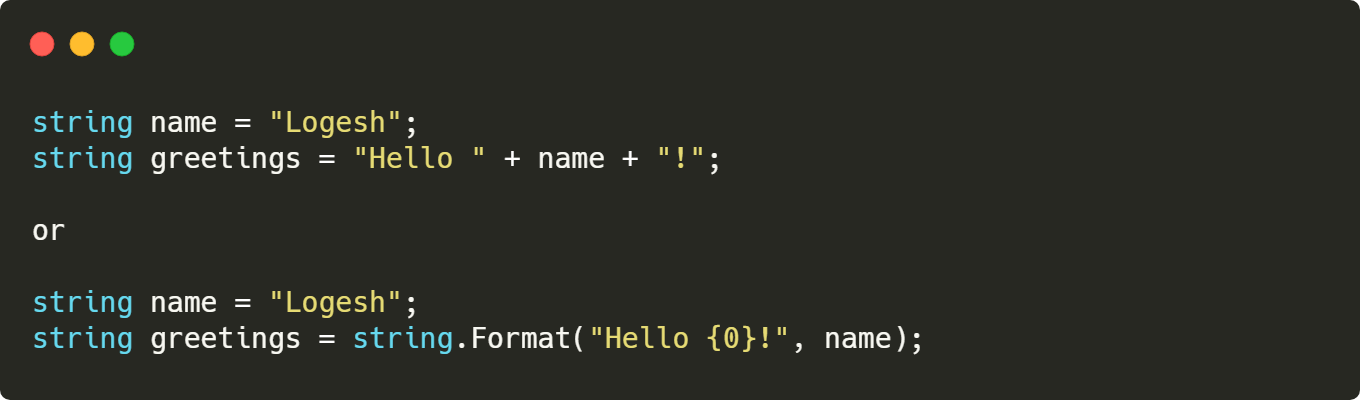 string name = "Logesh";
string greetings = "Hello " + name + "!";
or
string name = "Logesh";
string greetings = string.Format("Hello {0}!", name);